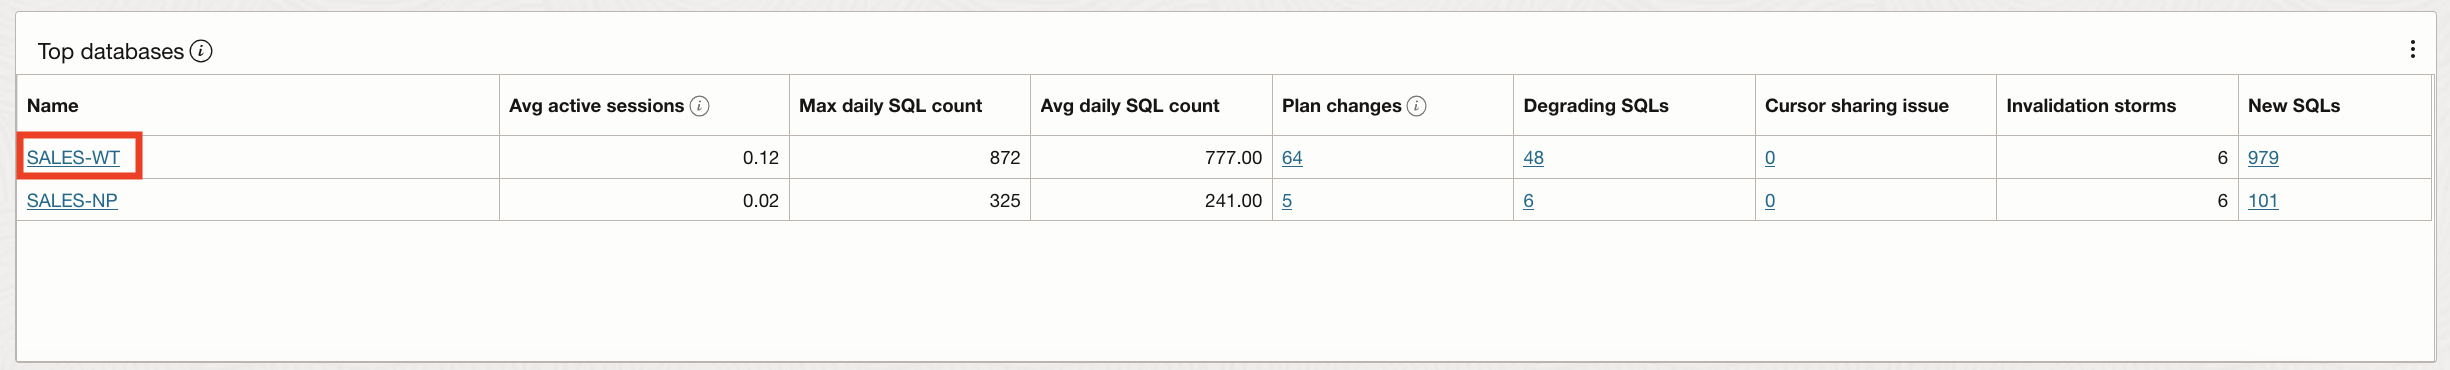 Top databases
Name Avg active sessions Max daily SQL count Avg daily SQL count Plan changes Degrading SQLs Cursor sharing issue Invalidation storms New SQLs
SALES-WT 0.12 872 777.00 64 48 0 6 979
SALES-NP 0.02 325 241.00 5 6 0 6 101